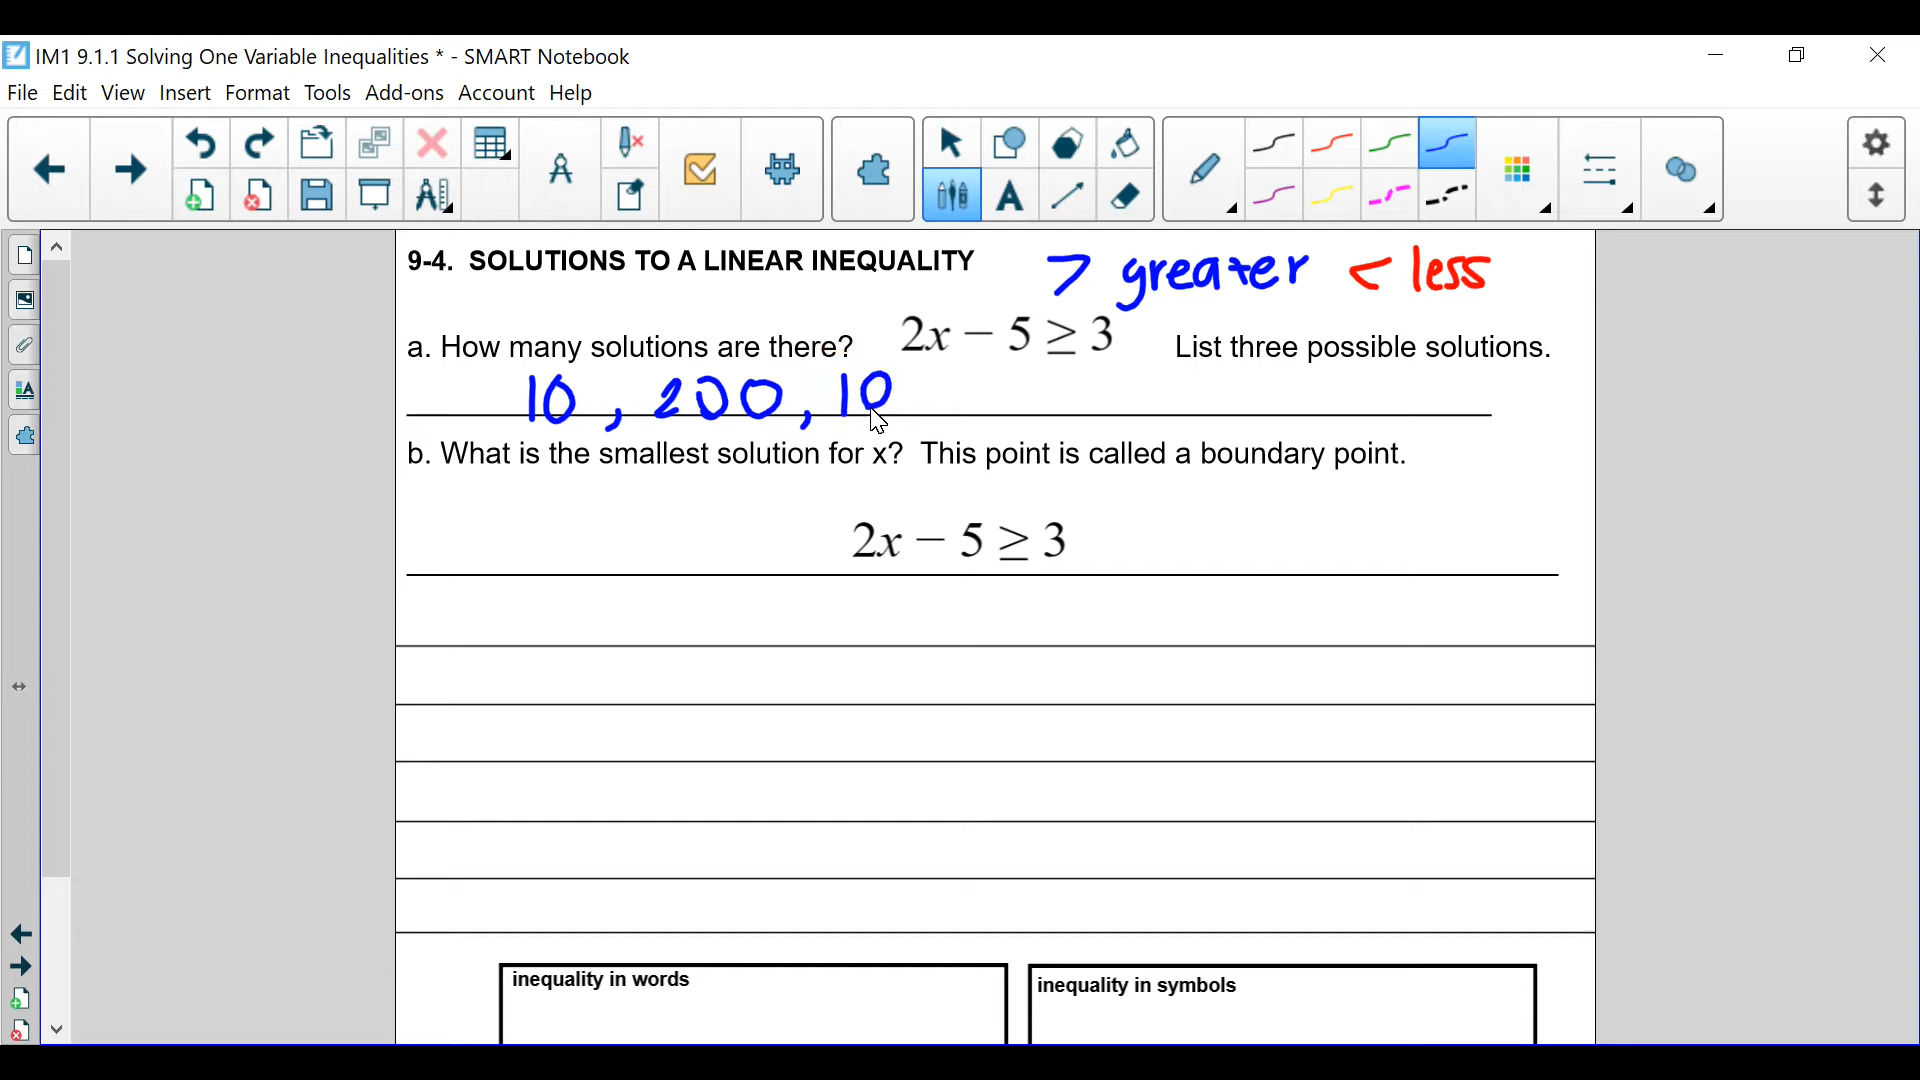 IM1 9.1.1 Solving One Variable Inequalities * - SMART Notebook
File Edit View Insert Format Tools Add-ons Account Help
9-4. SOLUTIONS TO A LINEAR INEQUALITY > greater < less
a. How many solutions are there? 2x − 5 ≥ 3 List three possible solutions.
10 , 200, 10
b. What is the smallest solution for x? This point is called a boundary point.
2x − 5 ≥ 3
inequality in words
inequality in symbols